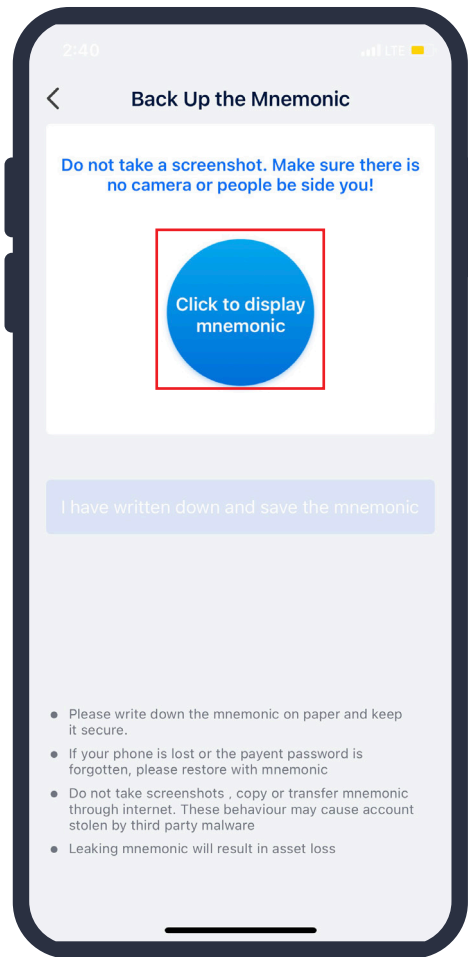 2:40
LTE
Back Up the Mnemonic
Do not take a screenshot. Make sure there is
no camera or people be side you!
Click to display
mnemonic
I have written down and save the mnemonic
Please write down the mnemonic on paper and keep
it secure.
If your phone is lost or the payent password is
forgotten, please restore with mnemonic
Do not take screenshots , copy or transfer mnemonic
through internet. These behaviour may cause account
stolen by third party malware
Leaking mnemonic will result in asset loss